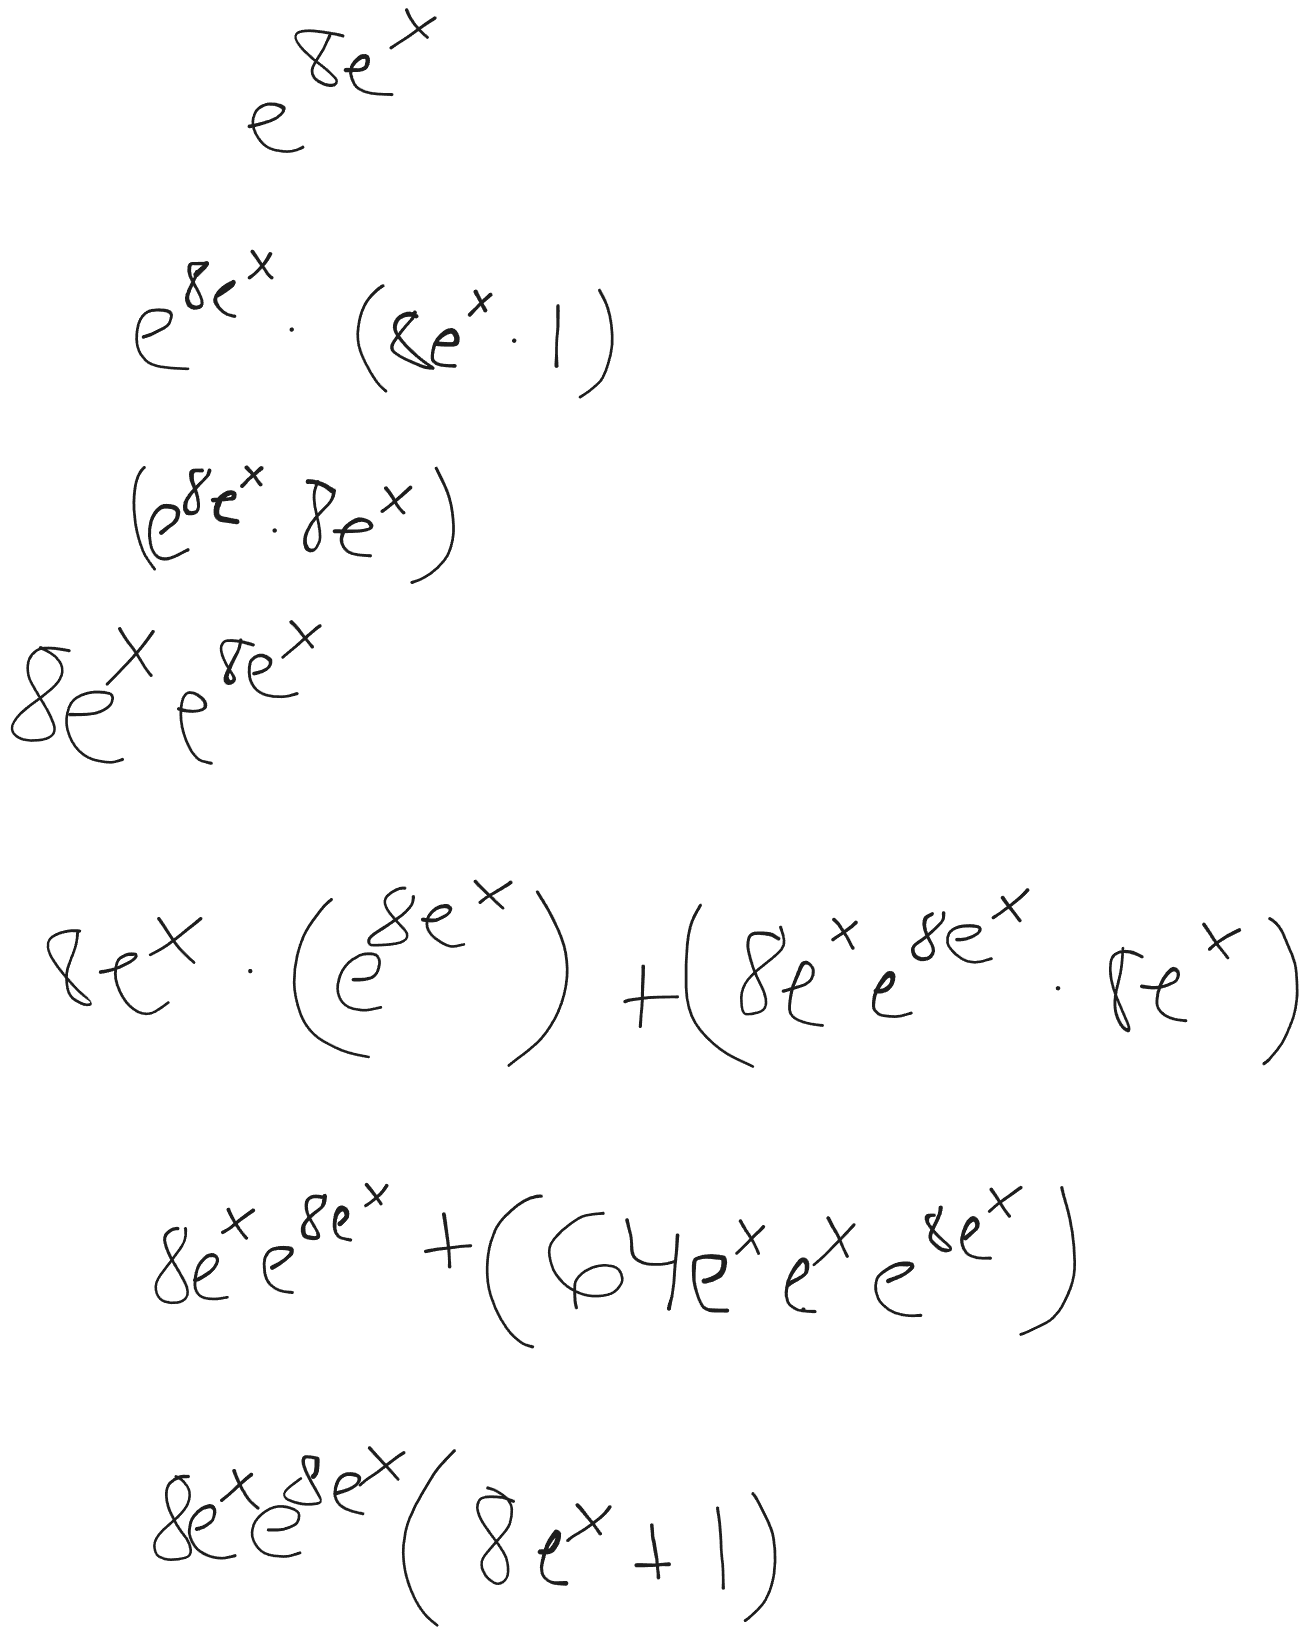 e^{8e^x}
e^{8e^x} · (8e^x · 1)
(e^{8e^x} · 8e^x)
8e^x e^{8e^x}
8e^x · (e^{8e^x}) + (8e^x e^{8e^x} · 8e^x)
8e^x e^{8e^x} + (64e^x e^x e^{8e^x})
8e^x e^{8e^x} (8e^x + 1)